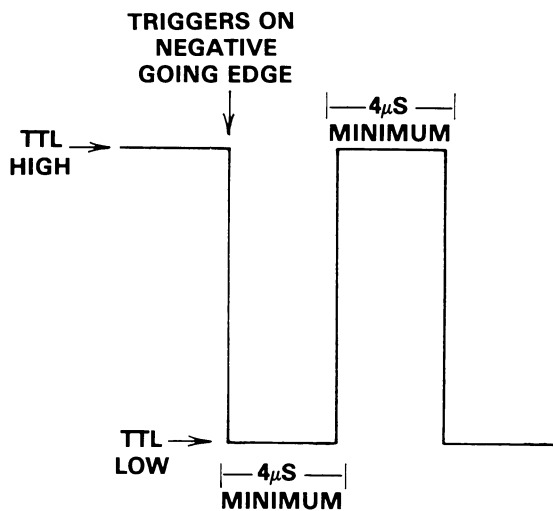 TRIGGERS ON
NEGATIVE
GOING EDGE
4μS
MINIMUM
TTL
HIGH
TTL
LOW
4μS
MINIMUM